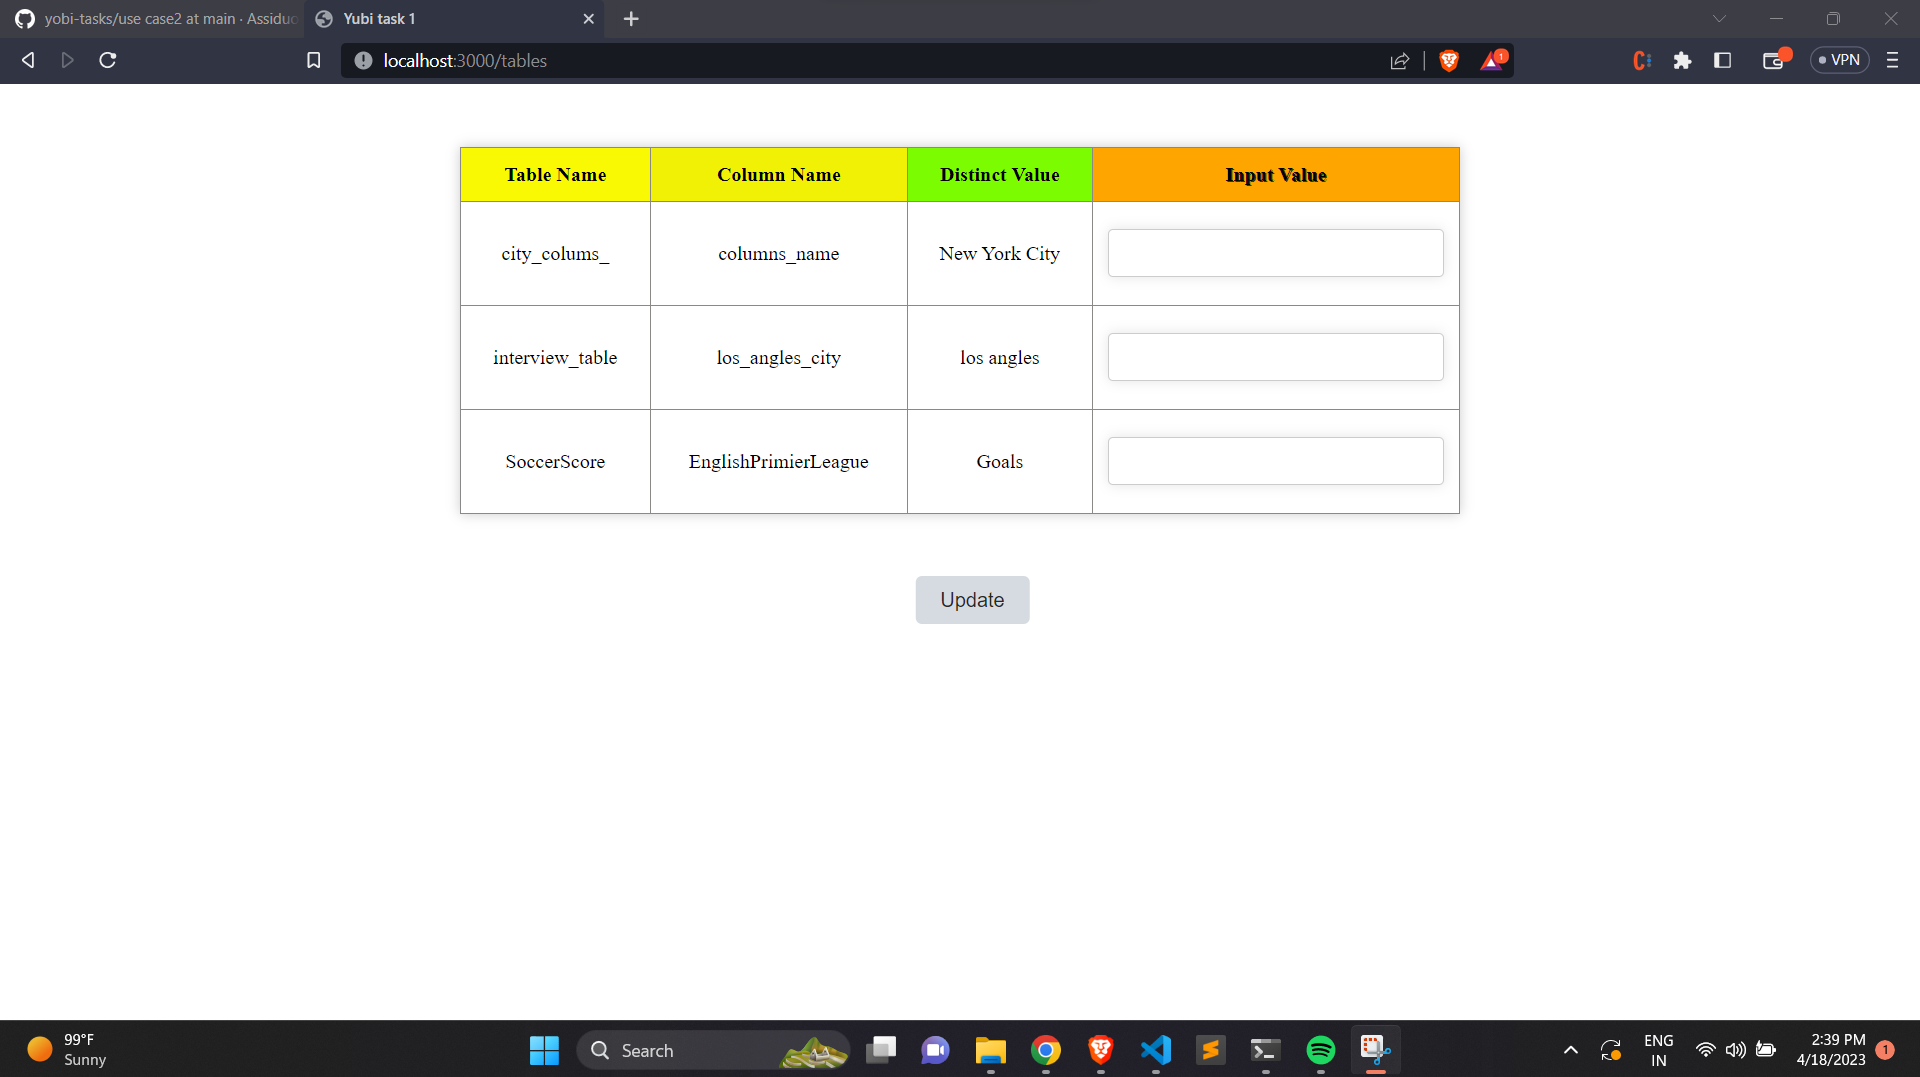 yobi-tasks/use case2 at main · Assiduo
Yubi task 1
localhost:3000/tables
1
VPN
Table Name Column Name Distinct Value Input Value
city_colums_ columns_name New York City
interview_table los_angles_city los angles
SoccerScore EnglishPrimierLeague Goals
Update
99°F
Sunny
Search
ENG
IN
2:39 PM
4/18/2023
1